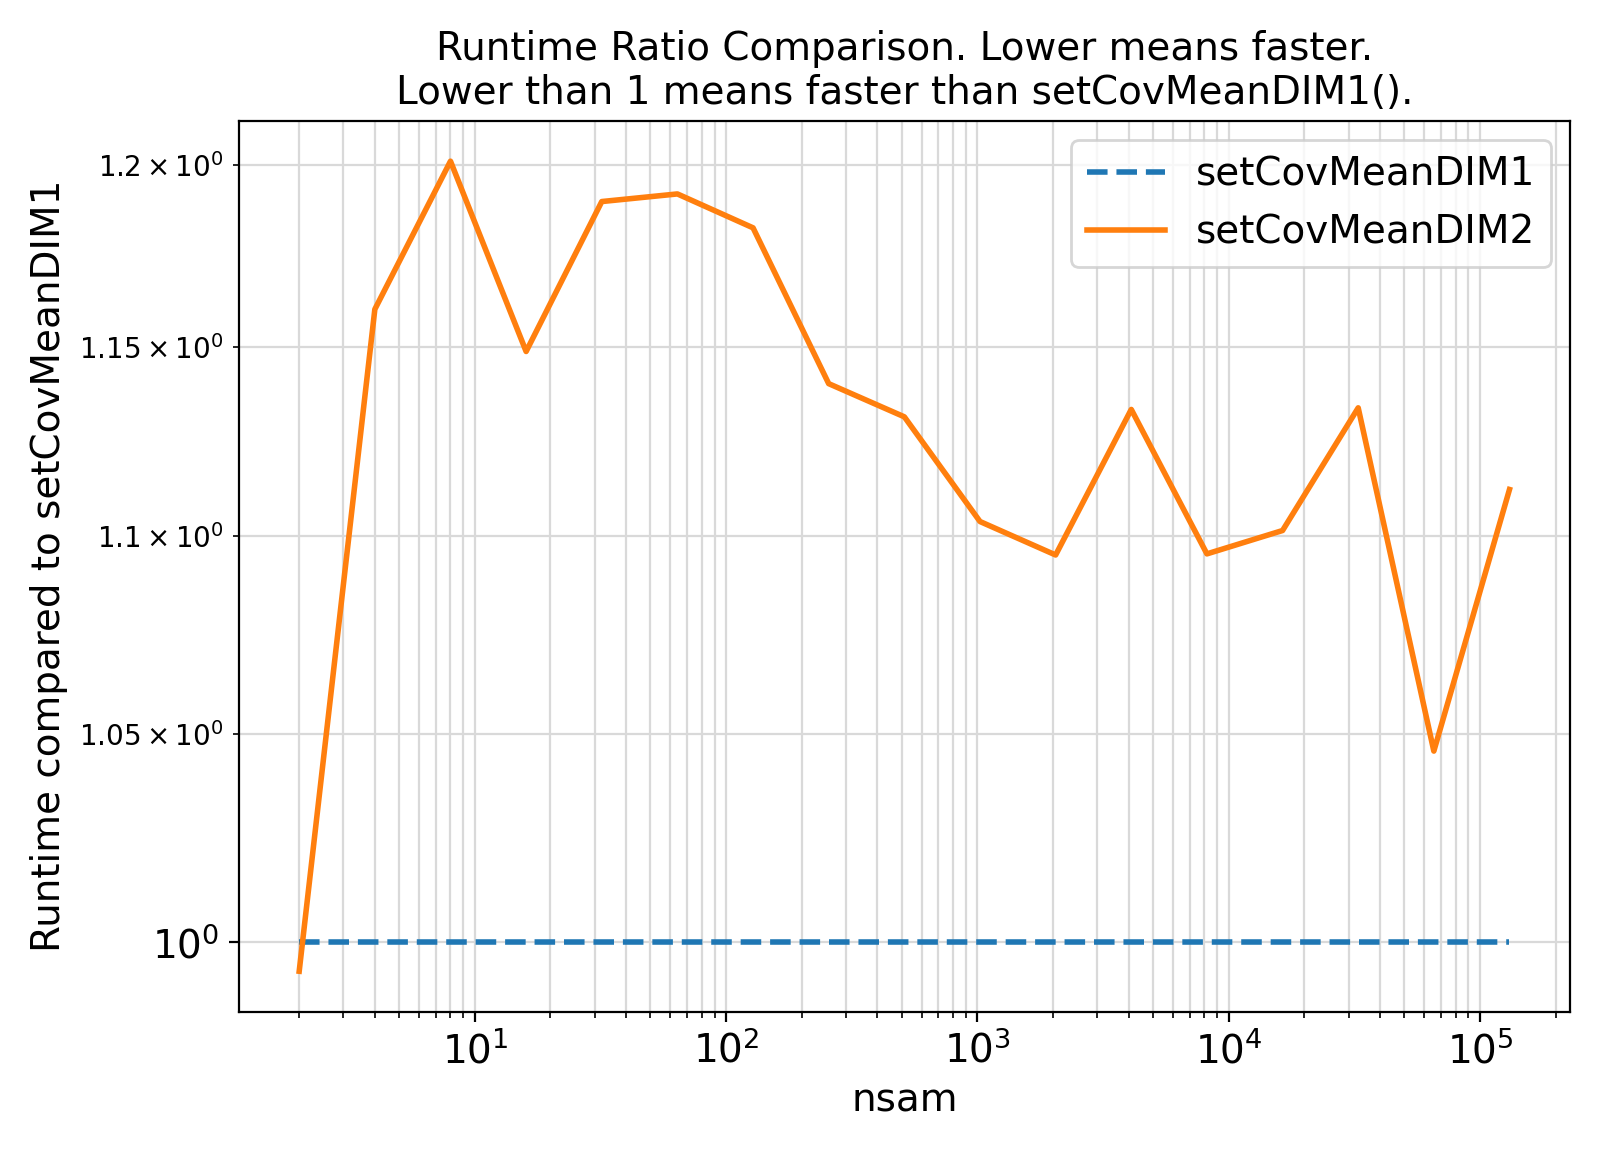 Runtime Ratio Comparison. Lower means faster.
Lower than 1 means faster than setCovMeanDIM1().
setCovMeanDIM1
setCovMeanDIM2
Runtime compared to setCovMeanDIM1
1.2 × 10⁰
1.15 × 10⁰
1.1 × 10⁰
1.05 × 10⁰
10⁰
10¹ 10² 10³ 10⁴ 10⁵
nsam